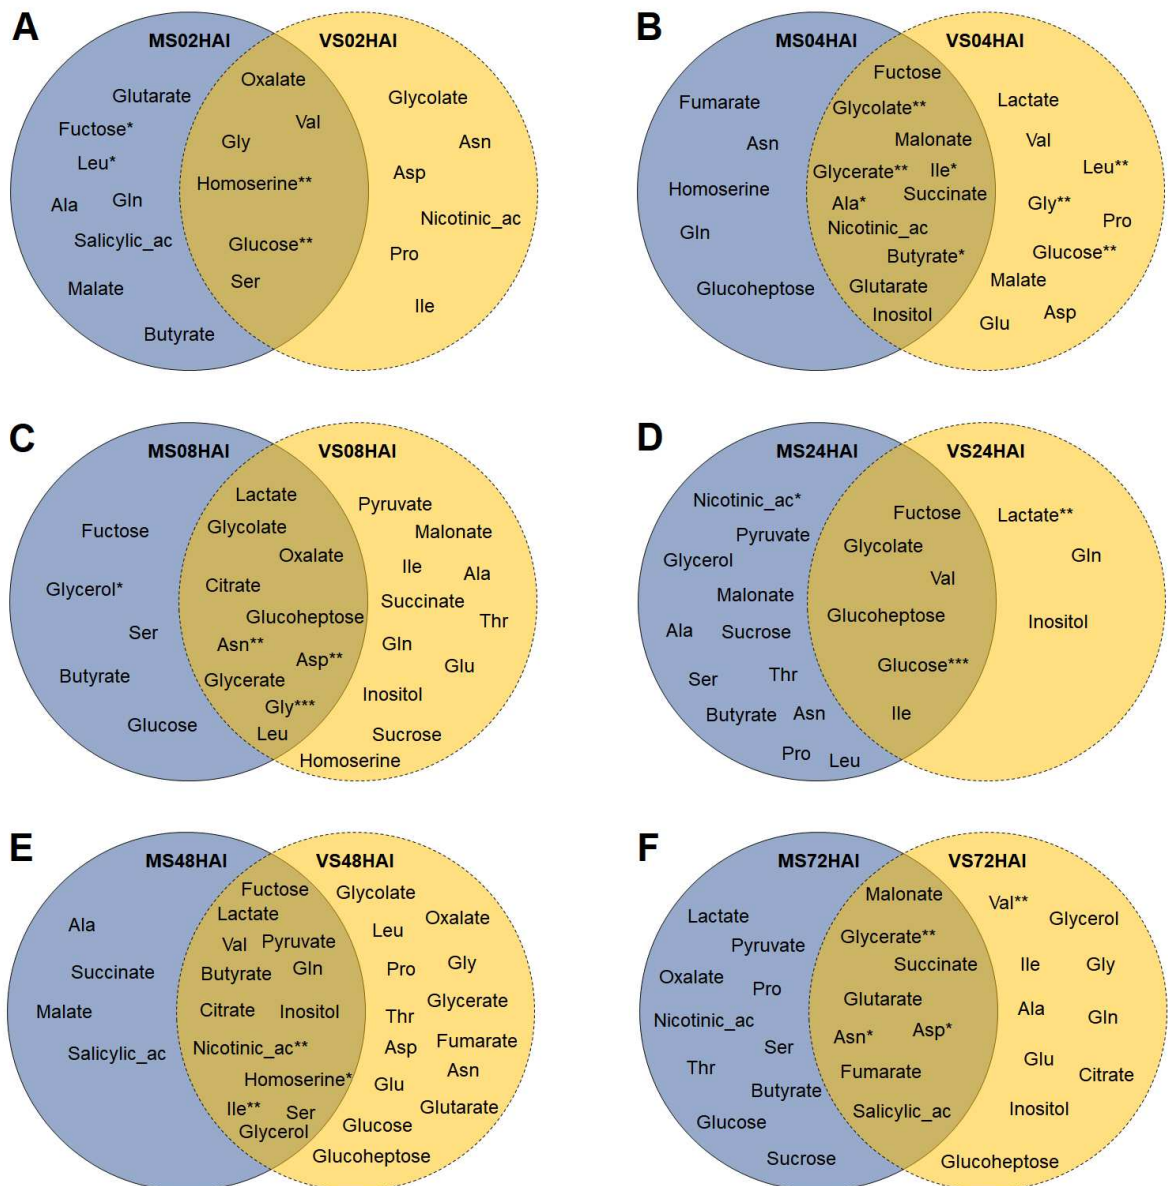 A
MS02HAI
VS02HAI
Oxalate
Glutarate
Glycolate
Fuctose*
Val
Gly
Asn
Leu*
Asp
Homoserine**
Ala
Gln
Nicotinic_ac
Salicylic_ac
Glucose**
Pro
Ser
Malate
Ile
Butyrate
B
MS04HAI
VS04HAI
Fuctose
Fumarate
Glycolate**
Lactate
Asn
Malonate
Val
Glycerate**
Ile*
Leu**
Homoserine
Succinate
Ala*
Gly**
Pro
Gln
Nicotinic_ac
Butyrate*
Glucose**
Glucoheptose
Glutarate
Malate
Inositol
Glu
Asp
C
MS08HAI
VS08HAI
Lactate
Pyruvate
Fuctose
Glycolate
Malonate
Oxalate
Ile
Ala
Glycerol*
Citrate
Succinate
Glucoheptose
Thr
Ser
Asn**
Gln
Asp**
Glu
Butyrate
Glycerate
Inositol
Gly***
Glucose
Leu
Sucrose
Homoserine
D
MS24HAI
VS24HAI
Nicotinic_ac*
Fuctose
Lactate**
Pyruvate
Glycolate
Gln
Glycerol
Val
Malonate
Glucoheptose
Inositol
Ala
Sucrose
Glucose***
Ser
Thr
Butyrate
Asn
Ile
Pro
Leu
E
MS48HAI
VS48HAI
Fuctose
Glycolate
Lactate
Oxalate
Ala
Leu
Val
Pyruvate
Succinate
Butyrate
Gln
Pro
Gly
Malate
Citrate
Inositol
Glycerate
Thr
Salicylic_ac
Nicotinic_ac**
Asp
Fumarate
Homoserine*
Glu
Asn
Ile**
Ser
Glutarate
Glycerol
Glucose
Glucoheptose
F
MS72HAI
VS72HAI
Malonate
Val**
Lactate
Glycerol
Pyruvate
Glycerate**
Oxalate
Succinate
Ile
Gly
Pro
Glutarate
Ala
Gln
Nicotinic_ac
Asn*
Asp*
Ser
Glu
Thr
Fumarate
Citrate
Butyrate
Salicylic_ac
Inositol
Glucose
Sucrose
Glucoheptose